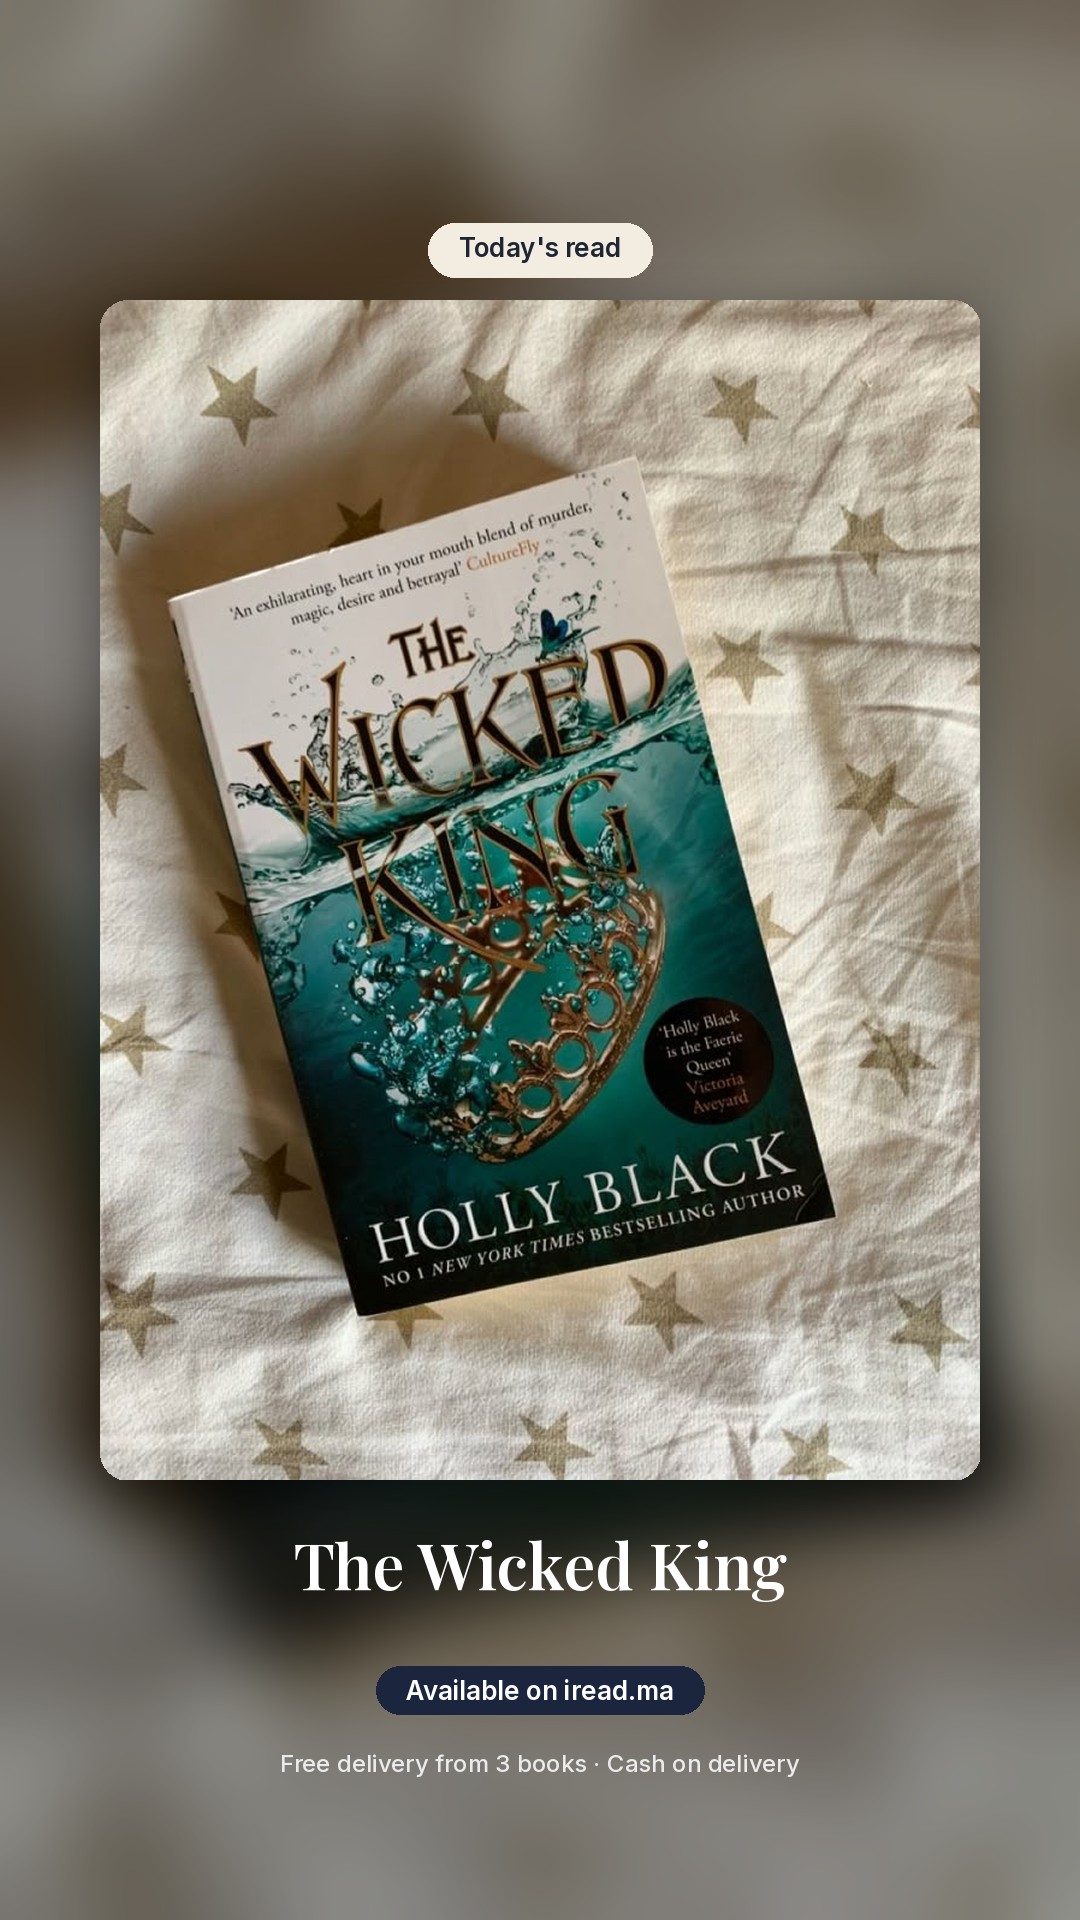 Today's read
'An exhilarating, heart in your mouth blend of murder,
magic, desire and betrayal' CultureFly
THE
WICKED
KING
'Holly Black
is the Faerie
Queen'
Victoria
Aveyard
HOLLY BLACK
NO 1 NEW YORK TIMES BESTSELLING AUTHOR
The Wicked King
Available on iread.ma
Free delivery from 3 books · Cash on delivery